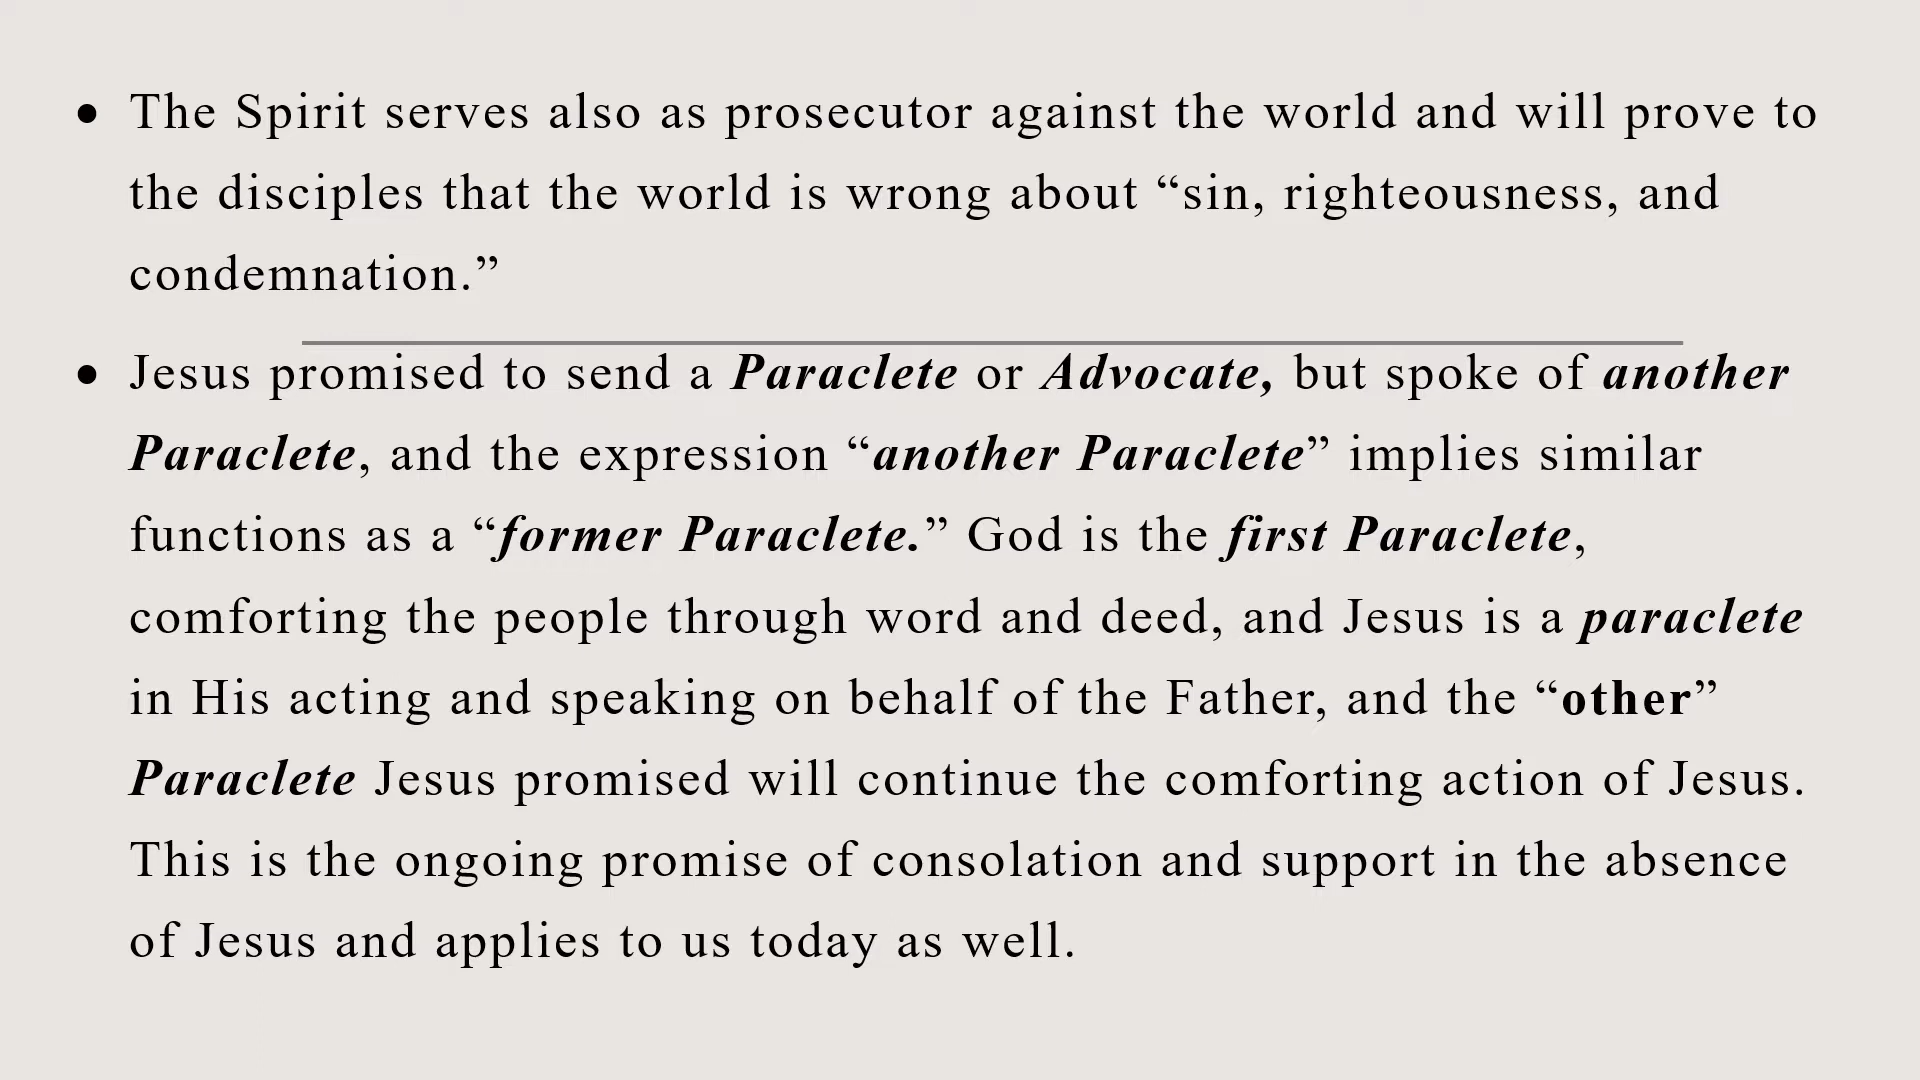 • The Spirit serves also as prosecutor against the world and will prove to
the disciples that the world is wrong about “sin, righteousness, and
condemnation.”
• Jesus promised to send a Paraclete or Advocate, but spoke of another
Paraclete, and the expression “another Paraclete” implies similar
functions as a “former Paraclete.” God is the first Paraclete,
comforting the people through word and deed, and Jesus is a paraclete
in His acting and speaking on behalf of the Father, and the “other”
Paraclete Jesus promised will continue the comforting action of Jesus.
This is the ongoing promise of consolation and support in the absence
of Jesus and applies to us today as well.